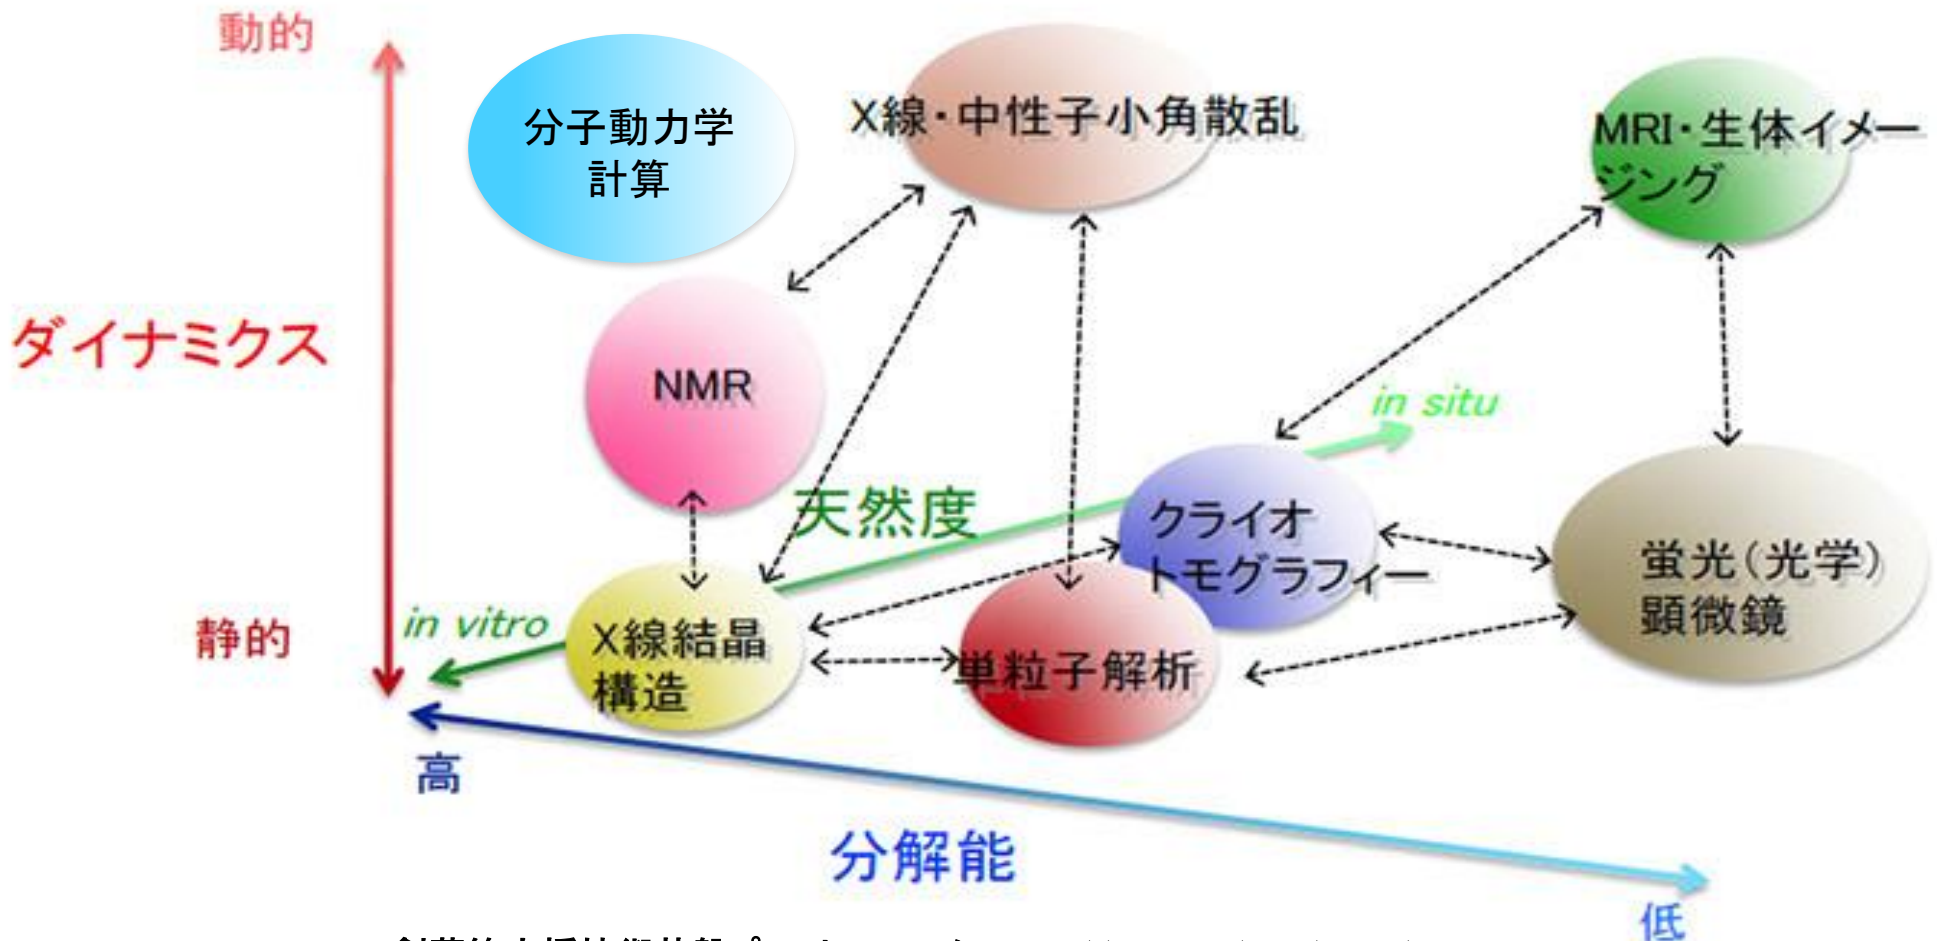 動的
分子動力学
計算
X線・中性子小角散乱
MRI・生体イメー
ジング
ダイナミクス
NMR
in situ
天然度
クライオ
トモグラフィー
蛍光(光学)
顕微鏡
静的
in vitro
X線結晶
構造
単粒子解析
高
分解能
低